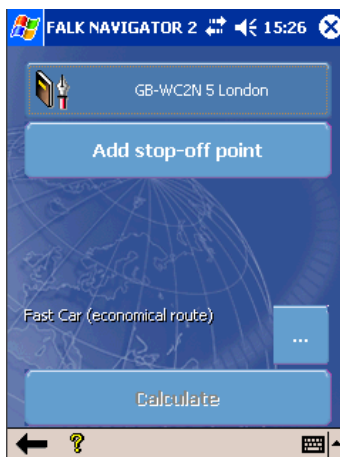 FALK NAVIGATOR 2 15:26
GB-WC2N 5 London
Add stop-off point
Fast Car (economical route)
...
Calculate
?